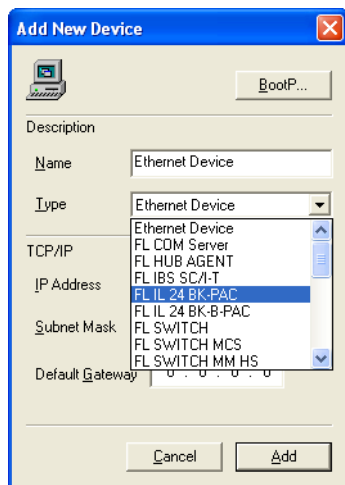 Add New Device
BootP...
Description
Name Ethernet Device
Type Ethernet Device
Ethernet Device
FL COM Server
TCP/IP
FL HUB AGENT
FL IBS SC/I-T
IP Address
FL IL 24 BK-PAC
FL IL 24 BK-B-PAC
Subnet Mask
FL SWITCH
FL SWITCH MCS
FL SWITCH MM HS
Default Gateway 0 . 0 . 0 . 0
Cancel Add